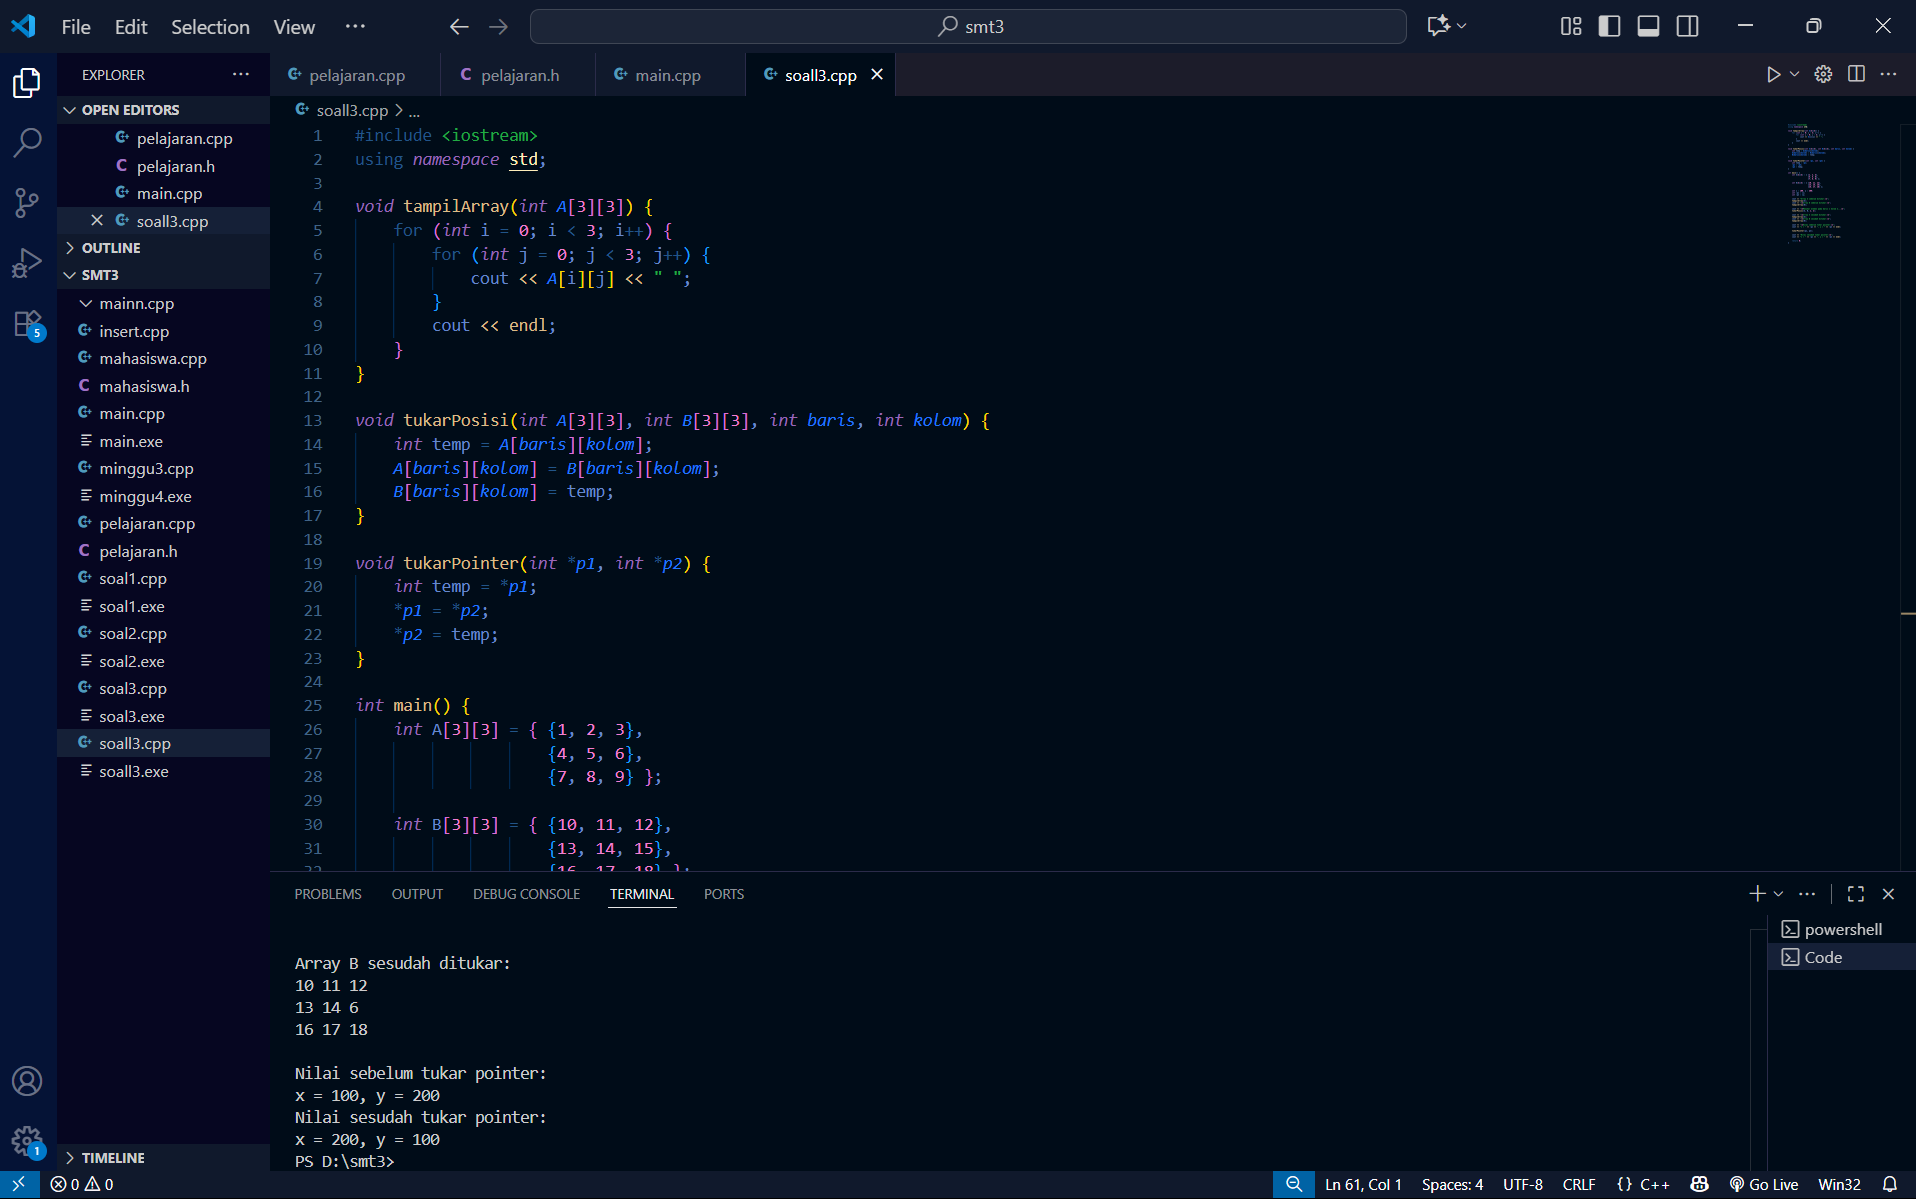 File Edit Selection View ··· smt3
EXPLORER ···
OPEN EDITORS
pelajaran.cpp
pelajaran.h
main.cpp
soall3.cpp
OUTLINE
SMT3
mainn.cpp
insert.cpp
mahasiswa.cpp
mahasiswa.h
main.cpp
main.exe
minggu3.cpp
minggu4.exe
pelajaran.cpp
pelajaran.h
soal1.cpp
soal1.exe
soal2.cpp
soal2.exe
soal3.cpp
soal3.exe
soall3.cpp
soall3.exe
TIMELINE
5
1
pelajaran.cpp pelajaran.h main.cpp soall3.cpp
soall3.cpp > ...
1 #include <iostream>
2 using namespace std;
3
4 void tampilArray(int A[3][3]) {
5 for (int i = 0; i < 3; i++) {
6 for (int j = 0; j < 3; j++) {
7 cout << A[i][j] << " ";
8 }
9 cout << endl;
10 }
11 }
12
13 void tukarPosisi(int A[3][3], int B[3][3], int baris, int kolom) {
14 int temp = A[baris][kolom];
15 A[baris][kolom] = B[baris][kolom];
16 B[baris][kolom] = temp;
17 }
18
19 void tukarPointer(int *p1, int *p2) {
20 int temp = *p1;
21 *p1 = *p2;
22 *p2 = temp;
23 }
24
25 int main() {
26 int A[3][3] = { {1, 2, 3},
27 {4, 5, 6},
28 {7, 8, 9} };
29
30 int B[3][3] = { {10, 11, 12},
31 {13, 14, 15},
32 {16, 17, 18} };
PROBLEMS OUTPUT DEBUG CONSOLE TERMINAL PORTS
powershell
Code
Array B sesudah ditukar:
10 11 12
13 14 6
16 17 18
Nilai sebelum tukar pointer:
x = 100, y = 200
Nilai sesudah tukar pointer:
x = 200, y = 100
PS D:\smt3>
0 0 Ln 61, Col 1 Spaces: 4 UTF-8 CRLF {} C++ Go Live Win32